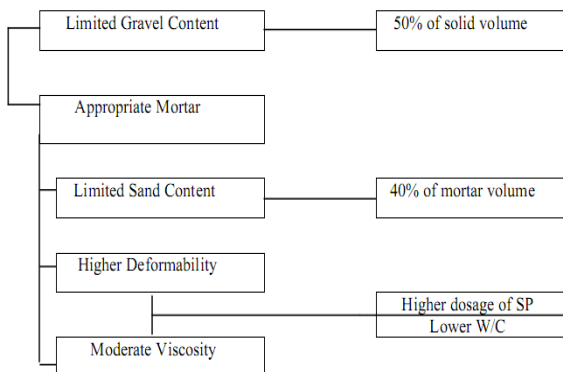 Limited Gravel Content
50% of solid volume
Appropriate Mortar
Limited Sand Content
40% of mortar volume
Higher Deformability
Higher dosage of SP
Lower W/C
Moderate Viscosity